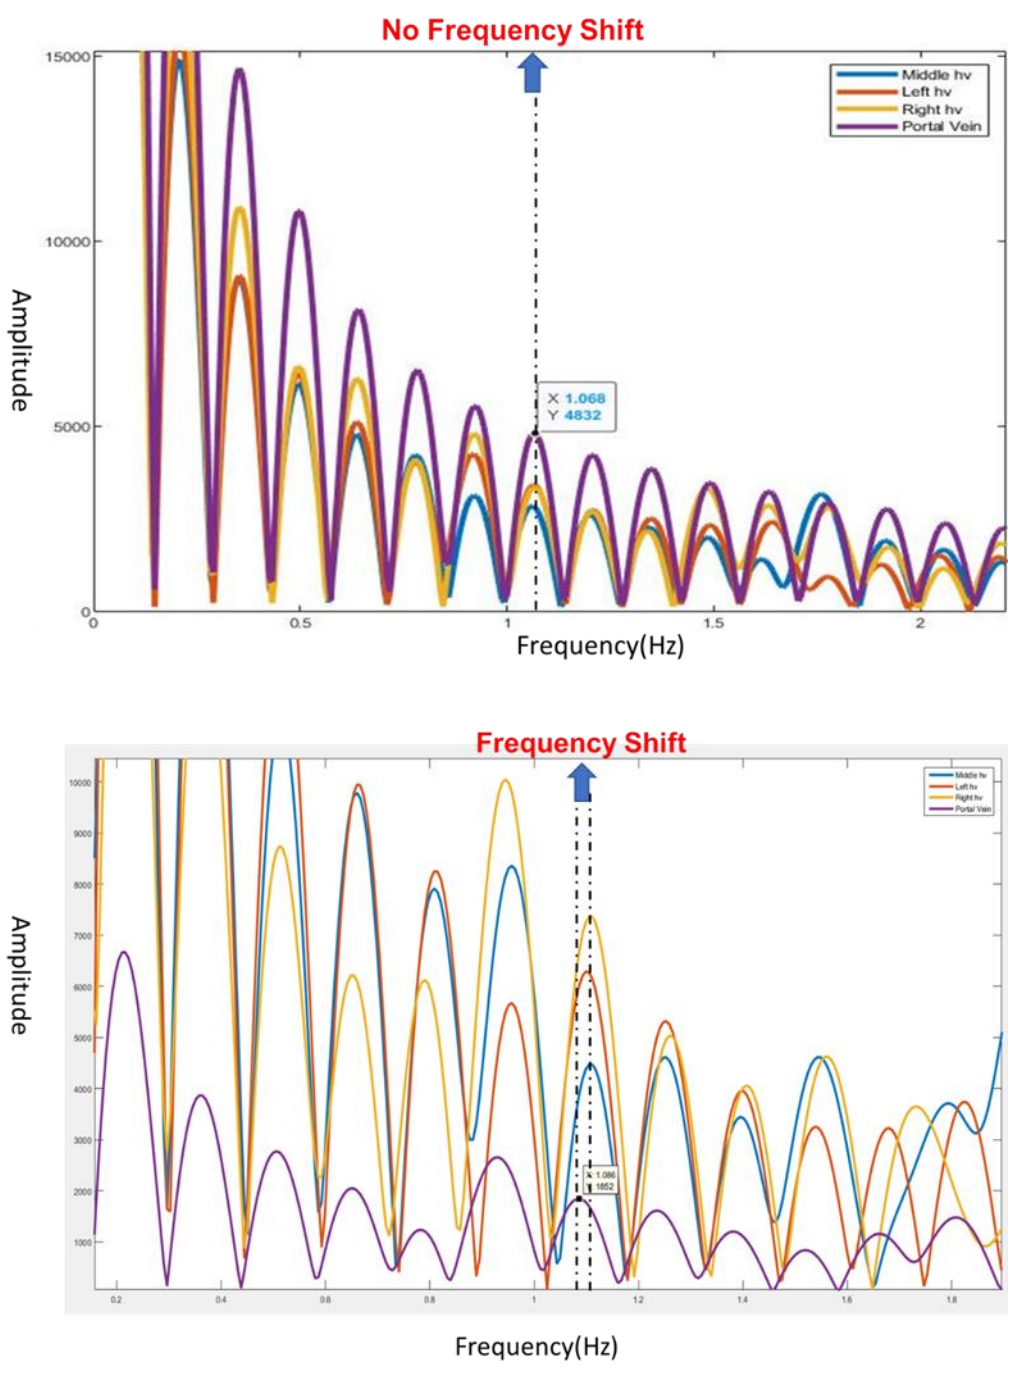 No Frequency Shift
15000
10000
5000
0
Amplitude
Middle hv
Left hv
Right hv
Portal Vein
X 1.068
Y 4832
0
0.5
1
1.5
2
Frequency(Hz)
Frequency Shift
10000
9000
8000
7000
6000
5000
4000
3000
2000
1000
Amplitude
Middle hv
Left hv
Right hv
Portal Vein
X: 1.086
1852
0.2
0.4
0.6
0.8
1
1.2
1.4
1.6
1.8
Frequency(Hz)